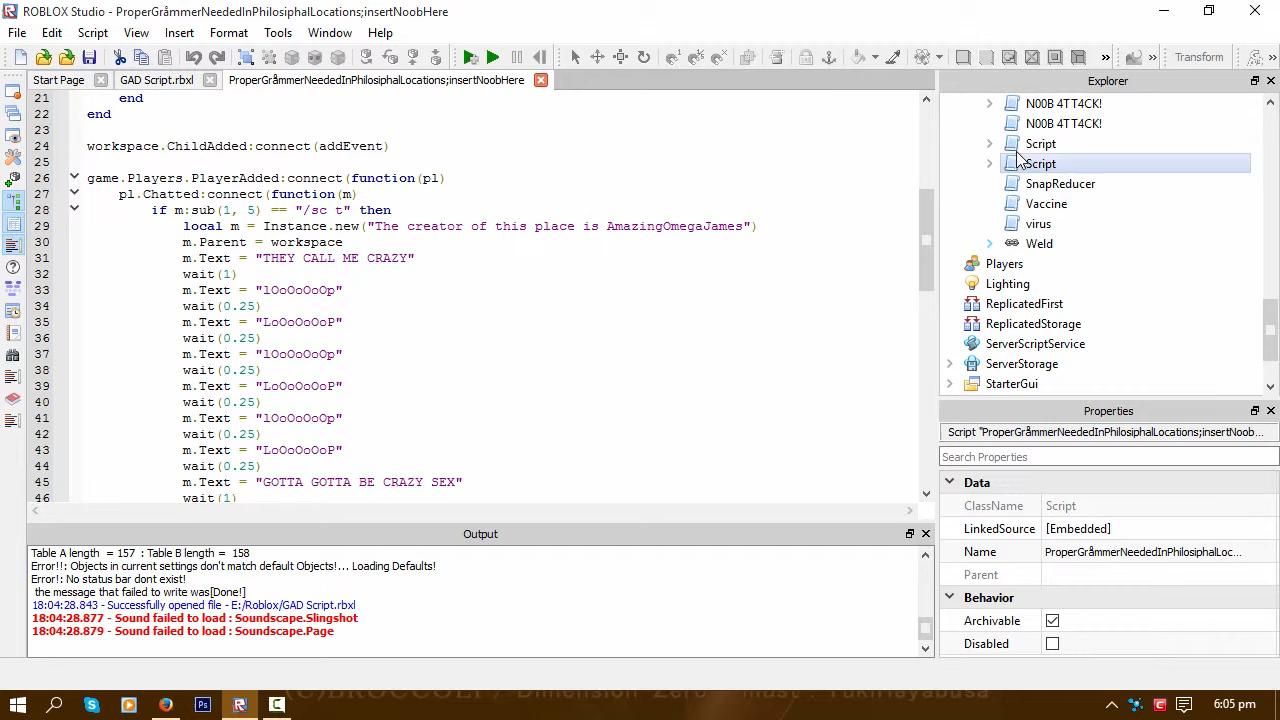 ROBLOX Studio - ProperGråmmerNeededInPhilosiphalLocations;insertNoobHere
File Edit Script View Insert Format Tools Window Help
Transform
Start Page GAD Script.rbxl ProperGråmmerNeededInPhilosiphalLocations;insertNoobHere
21 end
22 end
23
24 workspace.ChildAdded:connect(addEvent)
25
26 game.Players.PlayerAdded:connect(function(pl)
27 pl.Chatted:connect(function(m)
28 if m:sub(1, 5) == "/sc t" then
29 local m = Instance.new("The creator of this place is AmazingOmegaJames")
30 m.Parent = workspace
31 m.Text = "THEY CALL ME CRAZY"
32 wait(1)
33 m.Text = "lOoOoOoOp"
34 wait(0.25)
35 m.Text = "LoOoOoOoP"
36 wait(0.25)
37 m.Text = "lOoOoOoOp"
38 wait(0.25)
39 m.Text = "LoOoOoOoP"
40 wait(0.25)
41 m.Text = "lOoOoOoOp"
42 wait(0.25)
43 m.Text = "LoOoOoOoP"
44 wait(0.25)
45 m.Text = "GOTTA GOTTA BE CRAZY SEX"
46 wait(1)
Output
Table A length = 157 : Table B length = 158
Error!!: Objects in current settings don't match default Objects!... Loading Defaults!
Error!: No status bar dont exist!
the message that failed to write was[Done!]
18:04:28.843 - Successfully opened file - E:/Roblox/GAD Script.rbxl
18:04:28.877 - Sound failed to load : Soundscape.Slingshot
18:04:28.879 - Sound failed to load : Soundscape.Page
Explorer
N00B 4TT4CK!
N00B 4TT4CK!
Script
Script
SnapReducer
Vaccine
virus
Weld
Players
Lighting
ReplicatedFirst
ReplicatedStorage
ServerScriptService
ServerStorage
StarterGui
Properties
Script "ProperGråmmerNeededInPhilosiphalLocations;insertNoob...
Search Properties
Data
ClassName Script
LinkedSource [Embedded]
Name ProperGråmmerNeededInPhilosiphalLoc...
Parent
Behavior
Archivable
Disabled
(C)BROCCOLI / Dimension Zero
YukiHayabusa
6:05 pm